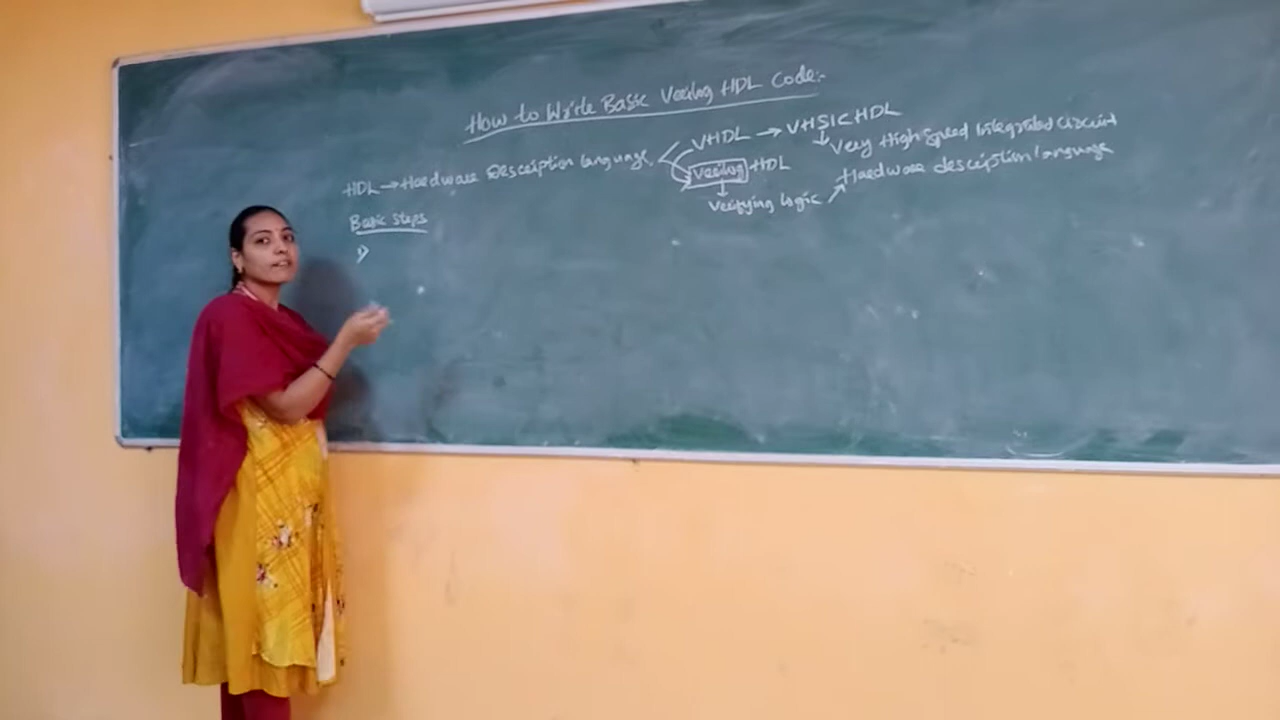 How to Write Basic Verilog HDL Code:-
HDL → Hardware Description language
VHDL → VHSIC HDL
Very High speed Integrated Circuit
Hardware description language
Verilog HDL
Verifying logic
Basic steps
1)